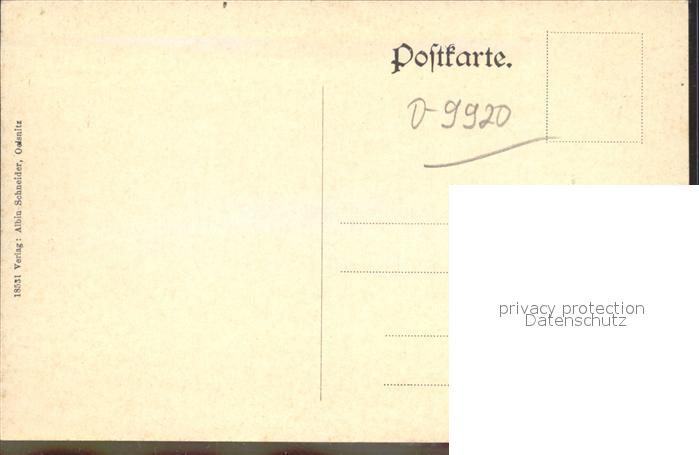 Postkarte.
D-9920
18531 Verlag: Albin Schneider, Oelsnitz
privacy protection
Datenschutz